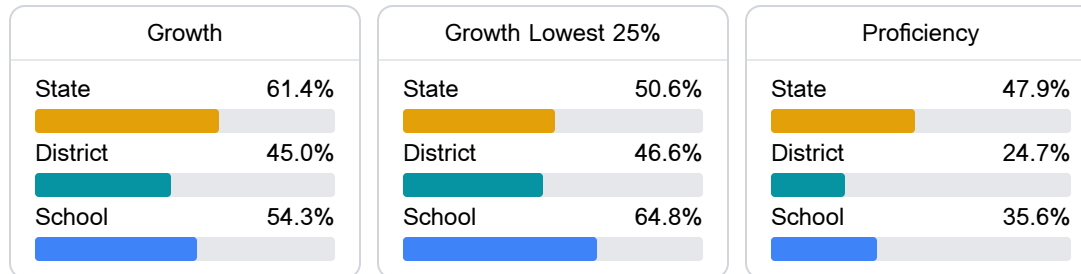 Growth
State 61.4%
District 45.0%
School 54.3%
Growth Lowest 25%
State 50.6%
District 46.6%
School 64.8%
Proficiency
State 47.9%
District 24.7%
School 35.6%